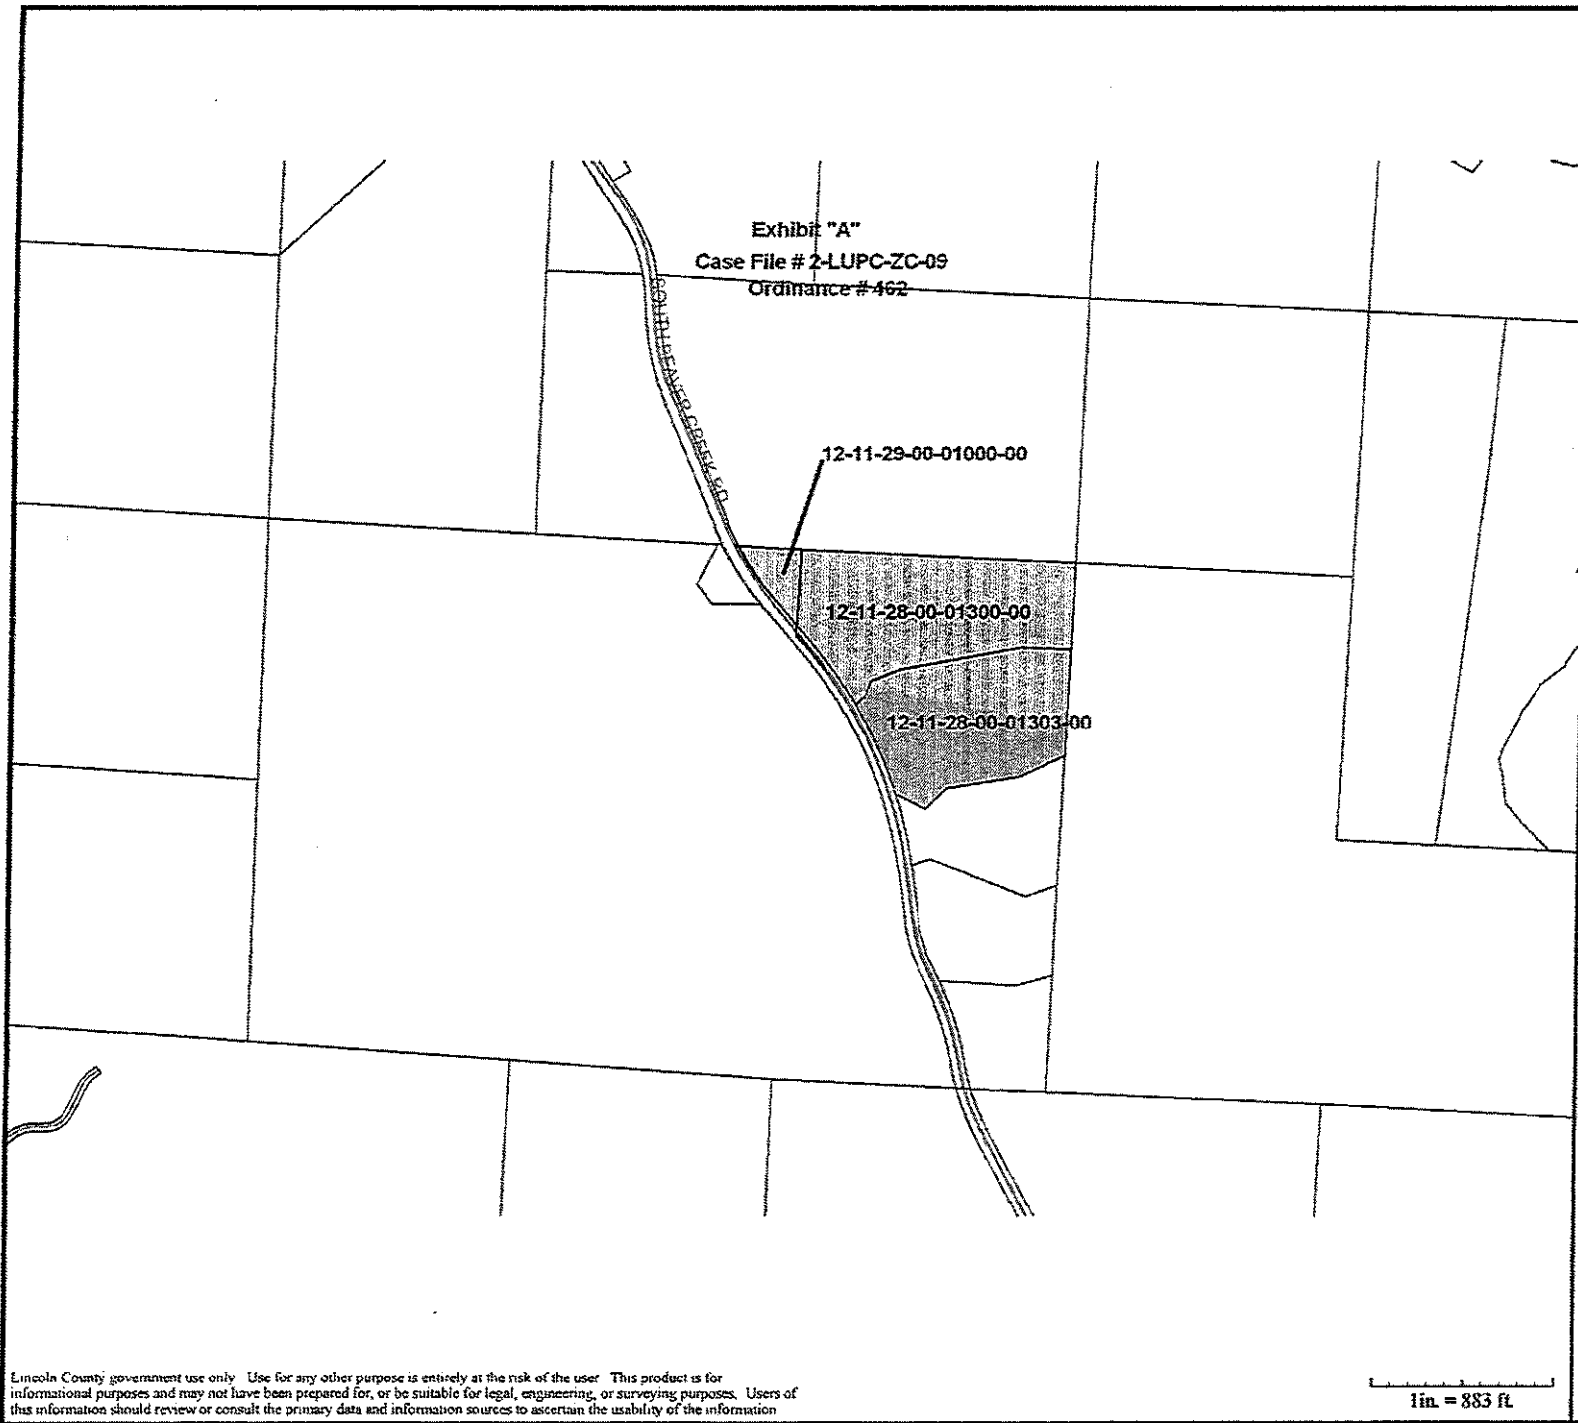 Exhibit "A"
Case File # 2-LUPC-ZC-09
Ordinance # 462
SOUTH BEAVER CREEK RD
12-11-29-00-01000-00
12-11-28-00-01300-00
12-11-28-00-01303-00
Lincoln County government use only Use for any other purpose is entirely at the risk of the user This product is for
informational purposes and may not have been prepared for, or be suitable for legal, engineering, or surveying purposes. Users of
this information should review or consult the primary data and information sources to ascertain the usability of the information
1in. = 883 ft.